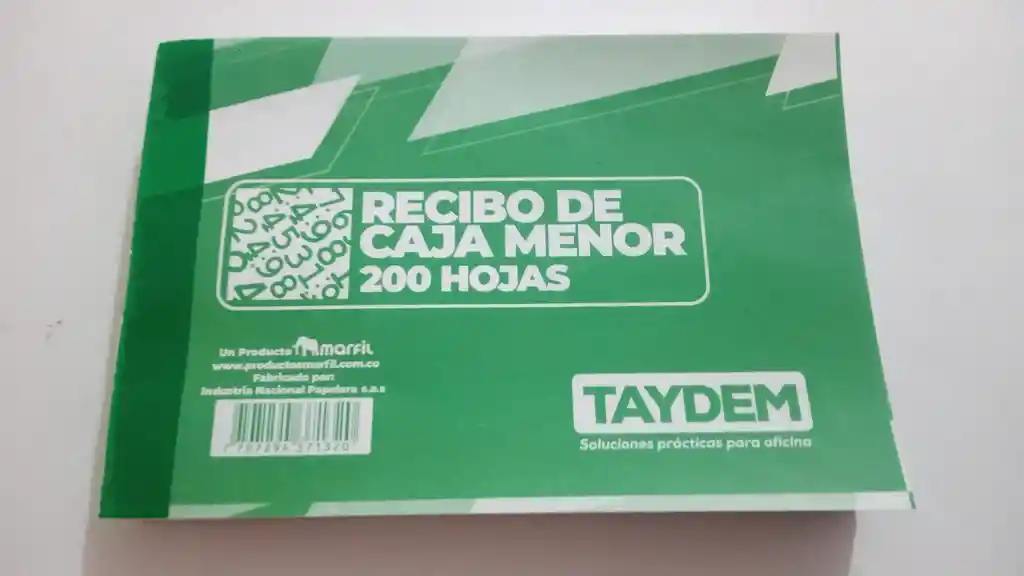 RECIBO DE
CAJA MENOR
200 HOJAS
Un Producto marfil
www.productosmarfil.com.co
Fabricado por:
Industria Nacional Papelera s.a.s
TAYDEM
Soluciones prácticas para oficina